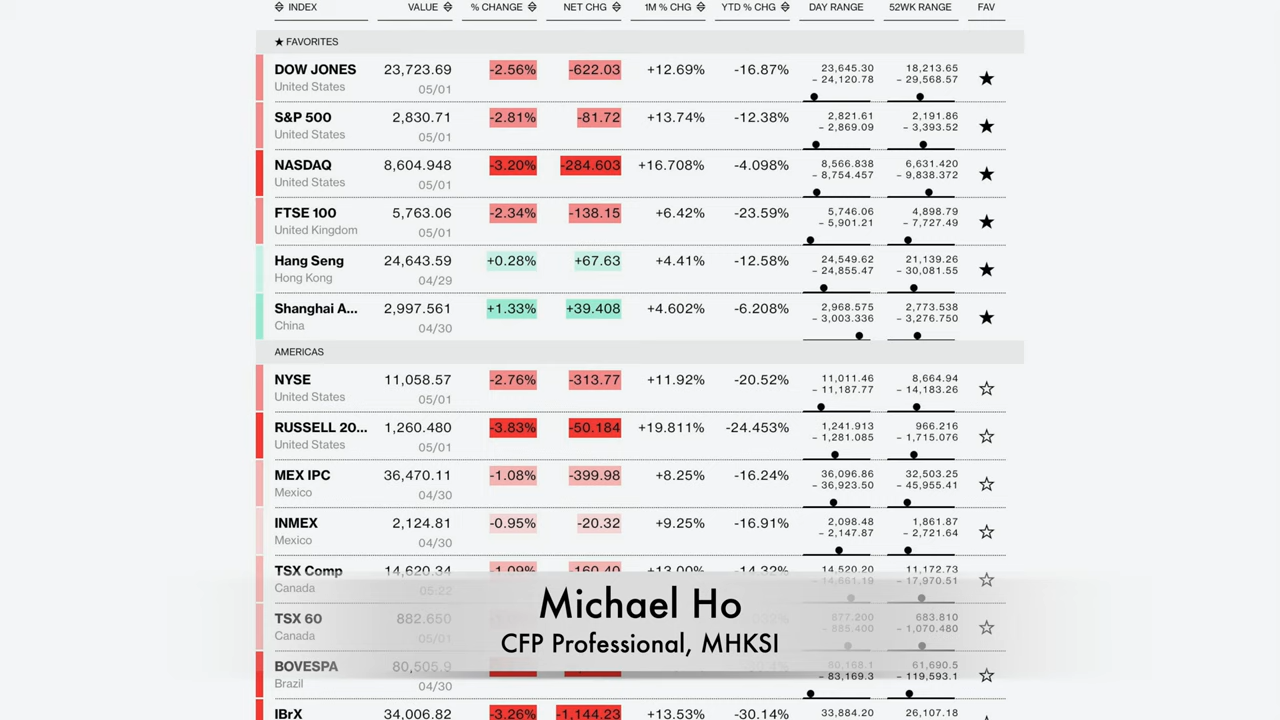 INDEX VALUE % CHANGE NET CHG 1M % CHG YTD % CHG DAY RANGE 52WK RANGE FAV
★ FAVORITES
DOW JONES 23,723.69 -2.56% -622.03 +12.69% -16.87% 23,645.30 18,213.65
United States 05/01 - 24,120.78 - 29,568.57
S&P 500 2,830.71 -2.81% -81.72 +13.74% -12.38% 2,821.61 2,191.86
United States 05/01 - 2,869.09 - 3,393.52
NASDAQ 8,604.948 -3.20% -284.603 +16.708% -4.098% 8,566.838 6,631.420
United States 05/01 - 8,754.457 - 9,838.372
FTSE 100 5,763.06 -2.34% -138.15 +6.42% -23.59% 5,746.06 4,898.79
United Kingdom 05/01 - 5,901.21 - 7,727.49
Hang Seng 24,643.59 +0.28% +67.63 +4.41% -12.58% 24,549.62 21,139.26
Hong Kong 04/29 - 24,855.47 - 30,081.55
Shanghai A... 2,997.561 +1.33% +39.408 +4.602% -6.208% 2,968.575 2,773.538
China 04/30 - 3,003.336 - 3,276.750
AMERICAS
NYSE 11,058.57 -2.76% -313.77 +11.92% -20.52% 11,011.46 8,664.94
United States 05/01 - 11,187.77 - 14,183.26
RUSSELL 20... 1,260.480 -3.83% -50.184 +19.811% -24.453% 1,241.913 966.216
United States 05/01 - 1,281.085 - 1,715.076
MEX IPC 36,470.11 -1.08% -399.98 +8.25% -16.24% 36,096.86 32,503.25
Mexico 04/30 - 36,923.50 - 45,955.41
INMEX 2,124.81 -0.95% -20.32 +9.25% -16.91% 2,098.48 1,861.87
Mexico 04/30 - 2,147.87 - 2,721.64
TSX Comp 14,620.34 -1.09% -160.40 +13.00% -14.32% 14,520.20 11,172.73
Canada 05:22 - 14,661.19 - 17,970.51
TSX 60 882.650 877.200 683.810
Canada 05/01 - 885.400 - 1,070.480
Michael Ho
CFP Professional, MHKSI
BOVESPA 80,505.9 80,168.1 61,690.5
Brazil 04/30 - 83,169.3 - 119,593.1
IBrX 34,006.82 -3.26% -1,144.23 +13.53% -30.14% 33,884.20 26,107.18